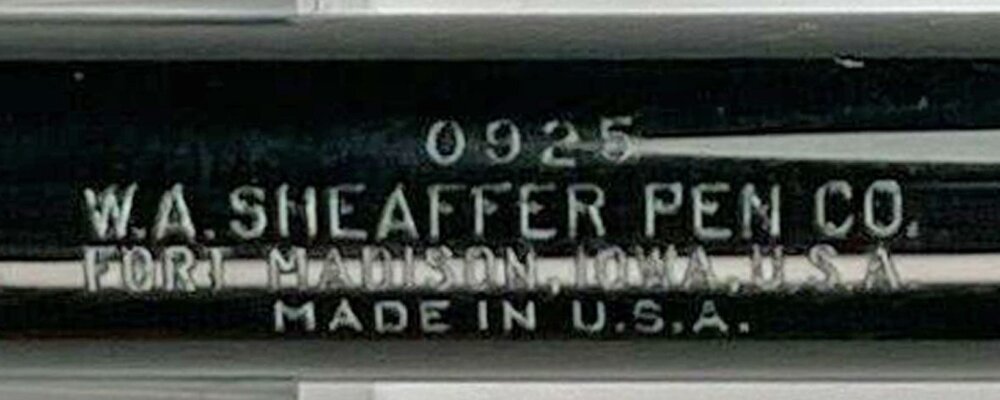 0925
W.A. SHEAFFER PEN CO.
FORT MADISON, IOWA, U.S.A.
MADE IN U.S.A.